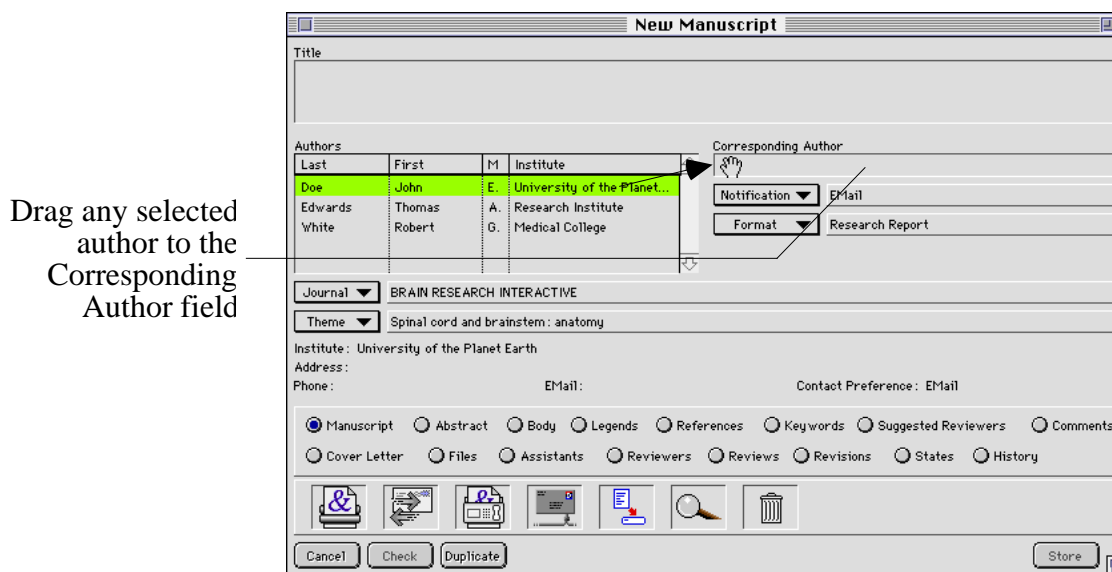 New Manuscript
Title
Authors
Corresponding Author
Last First M Institute
Doe John E. University of the Planet...
Notification EMail
Edwards Thomas A. Research Institute
White Robert G. Medical College
Format Research Report
Drag any selected
author to the
Corresponding
Author field
Journal BRAIN RESEARCH INTERACTIVE
Theme Spinal cord and brainstem: anatomy
Institute: University of the Planet Earth
Address:
Phone: EMail: Contact Preference: EMail
Manuscript Abstract Body Legends References Keywords Suggested Reviewers Comments
Cover Letter Files Assistants Reviewers Reviews Revisions States History
& &
Cancel Check Duplicate Store